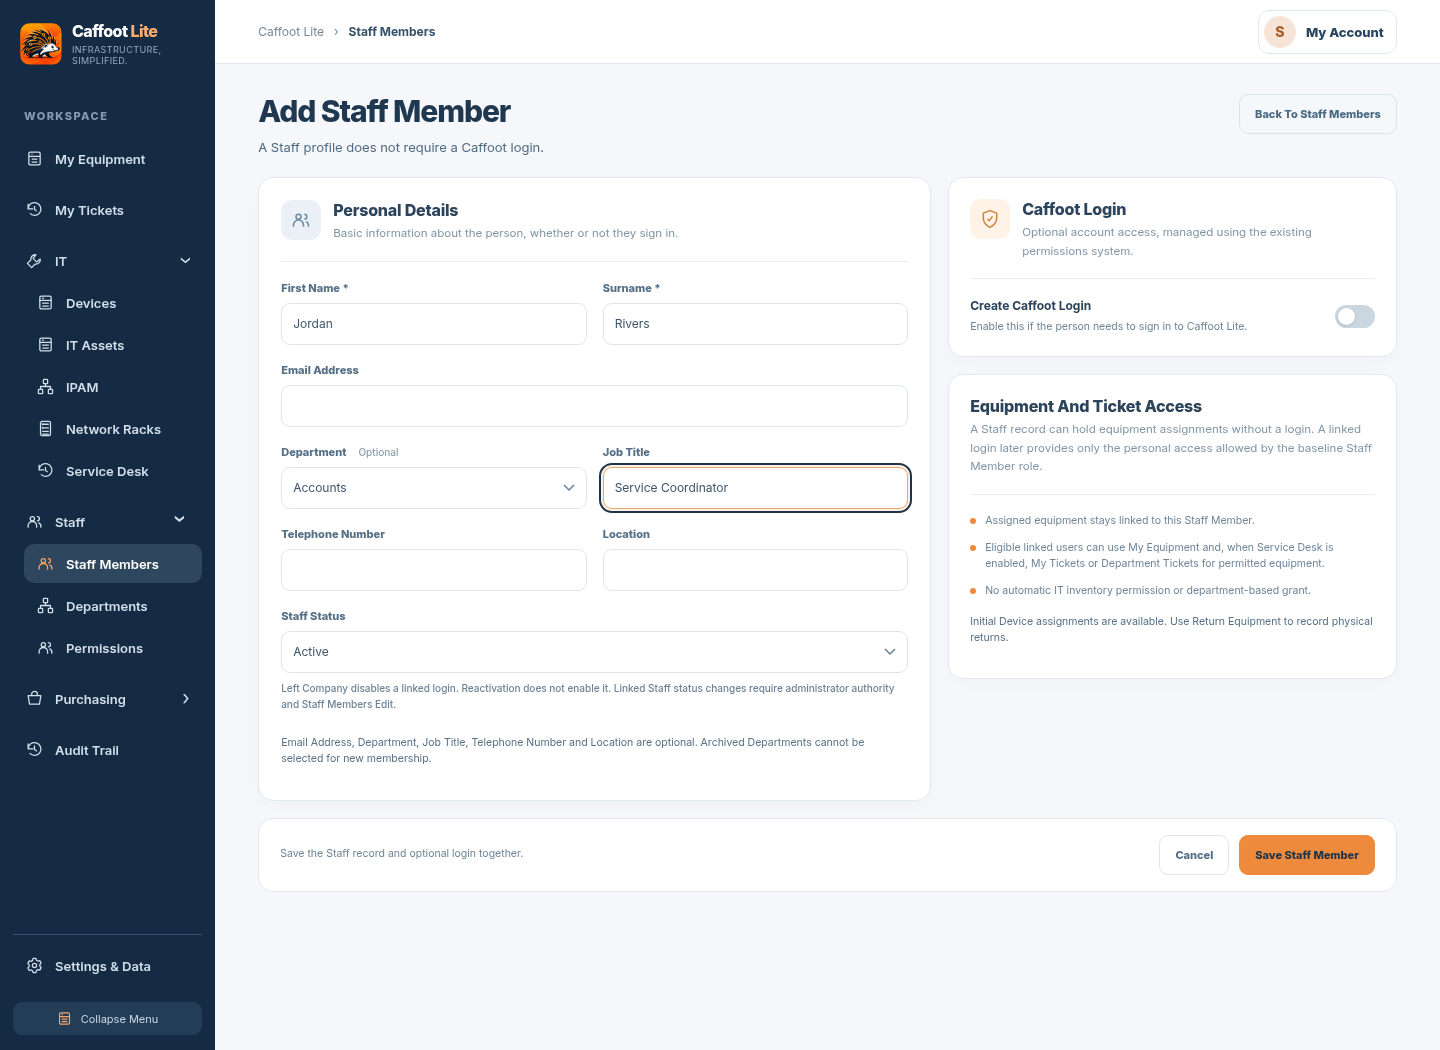 Caffoot Lite
INFRASTRUCTURE,
SIMPLIFIED.
WORKSPACE
My Equipment
My Tickets
IT
Devices
IT Assets
IPAM
Network Racks
Service Desk
Staff
Staff Members
Departments
Permissions
Purchasing
Audit Trail
Settings & Data
Collapse Menu
Caffoot Lite › Staff Members
S My Account
Add Staff Member
A Staff profile does not require a Caffoot login.
Back To Staff Members
Personal Details
Basic information about the person, whether or not they sign in.
First Name * Surname *
Jordan Rivers
Email Address
Department Optional Job Title
Accounts Service Coordinator
Telephone Number Location
Staff Status
Active
Left Company disables a linked login. Reactivation does not enable it. Linked Staff status changes require administrator authority
and Staff Members Edit.
Email Address, Department, Job Title, Telephone Number and Location are optional. Archived Departments cannot be
selected for new membership.
Caffoot Login
Optional account access, managed using the existing
permissions system.
Create Caffoot Login
Enable this if the person needs to sign in to Caffoot Lite.
Equipment And Ticket Access
A Staff record can hold equipment assignments without a login. A linked
login later provides only the personal access allowed by the baseline Staff
Member role.
Assigned equipment stays linked to this Staff Member.
Eligible linked users can use My Equipment and, when Service Desk is
enabled, My Tickets or Department Tickets for permitted equipment.
No automatic IT inventory permission or department-based grant.
Initial Device assignments are available. Use Return Equipment to record physical
returns.
Save the Staff record and optional login together.
Cancel Save Staff Member